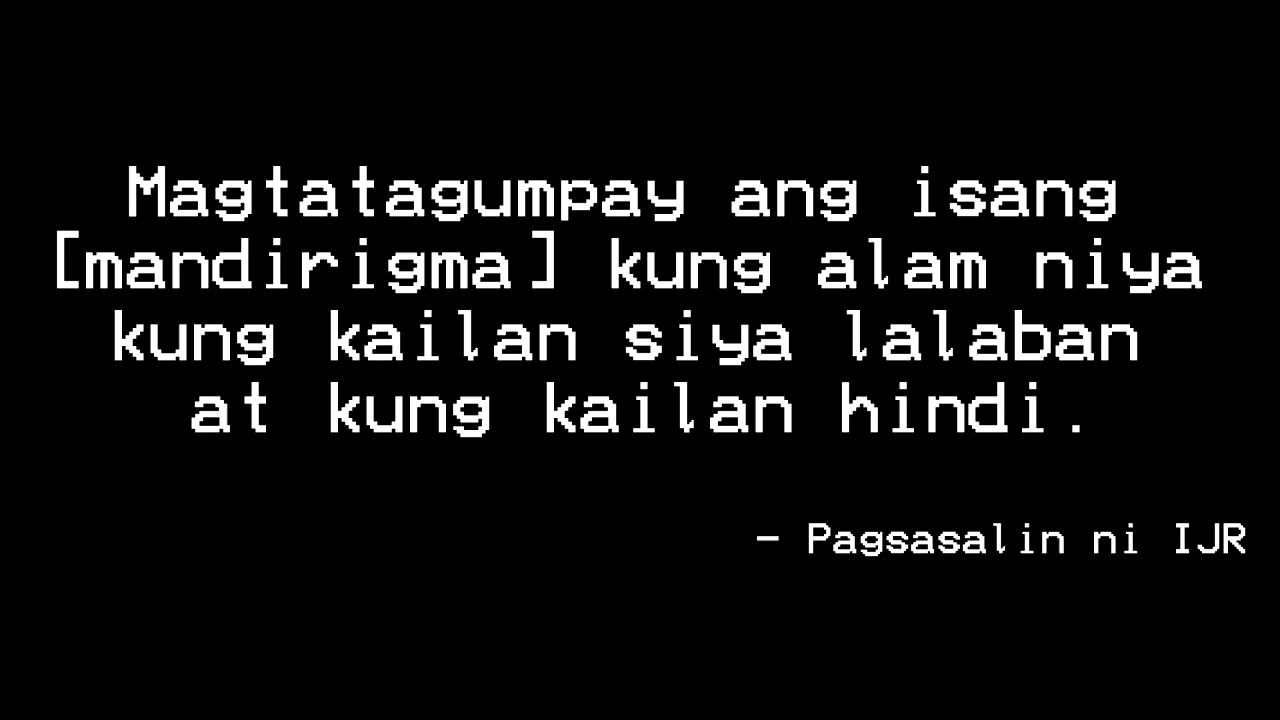 Magtatagumpay ang isang
[mandirigma] kung alam niya
kung kailan siya lalaban
at kung kailan hindi.
- Pagsasalin ni IJR